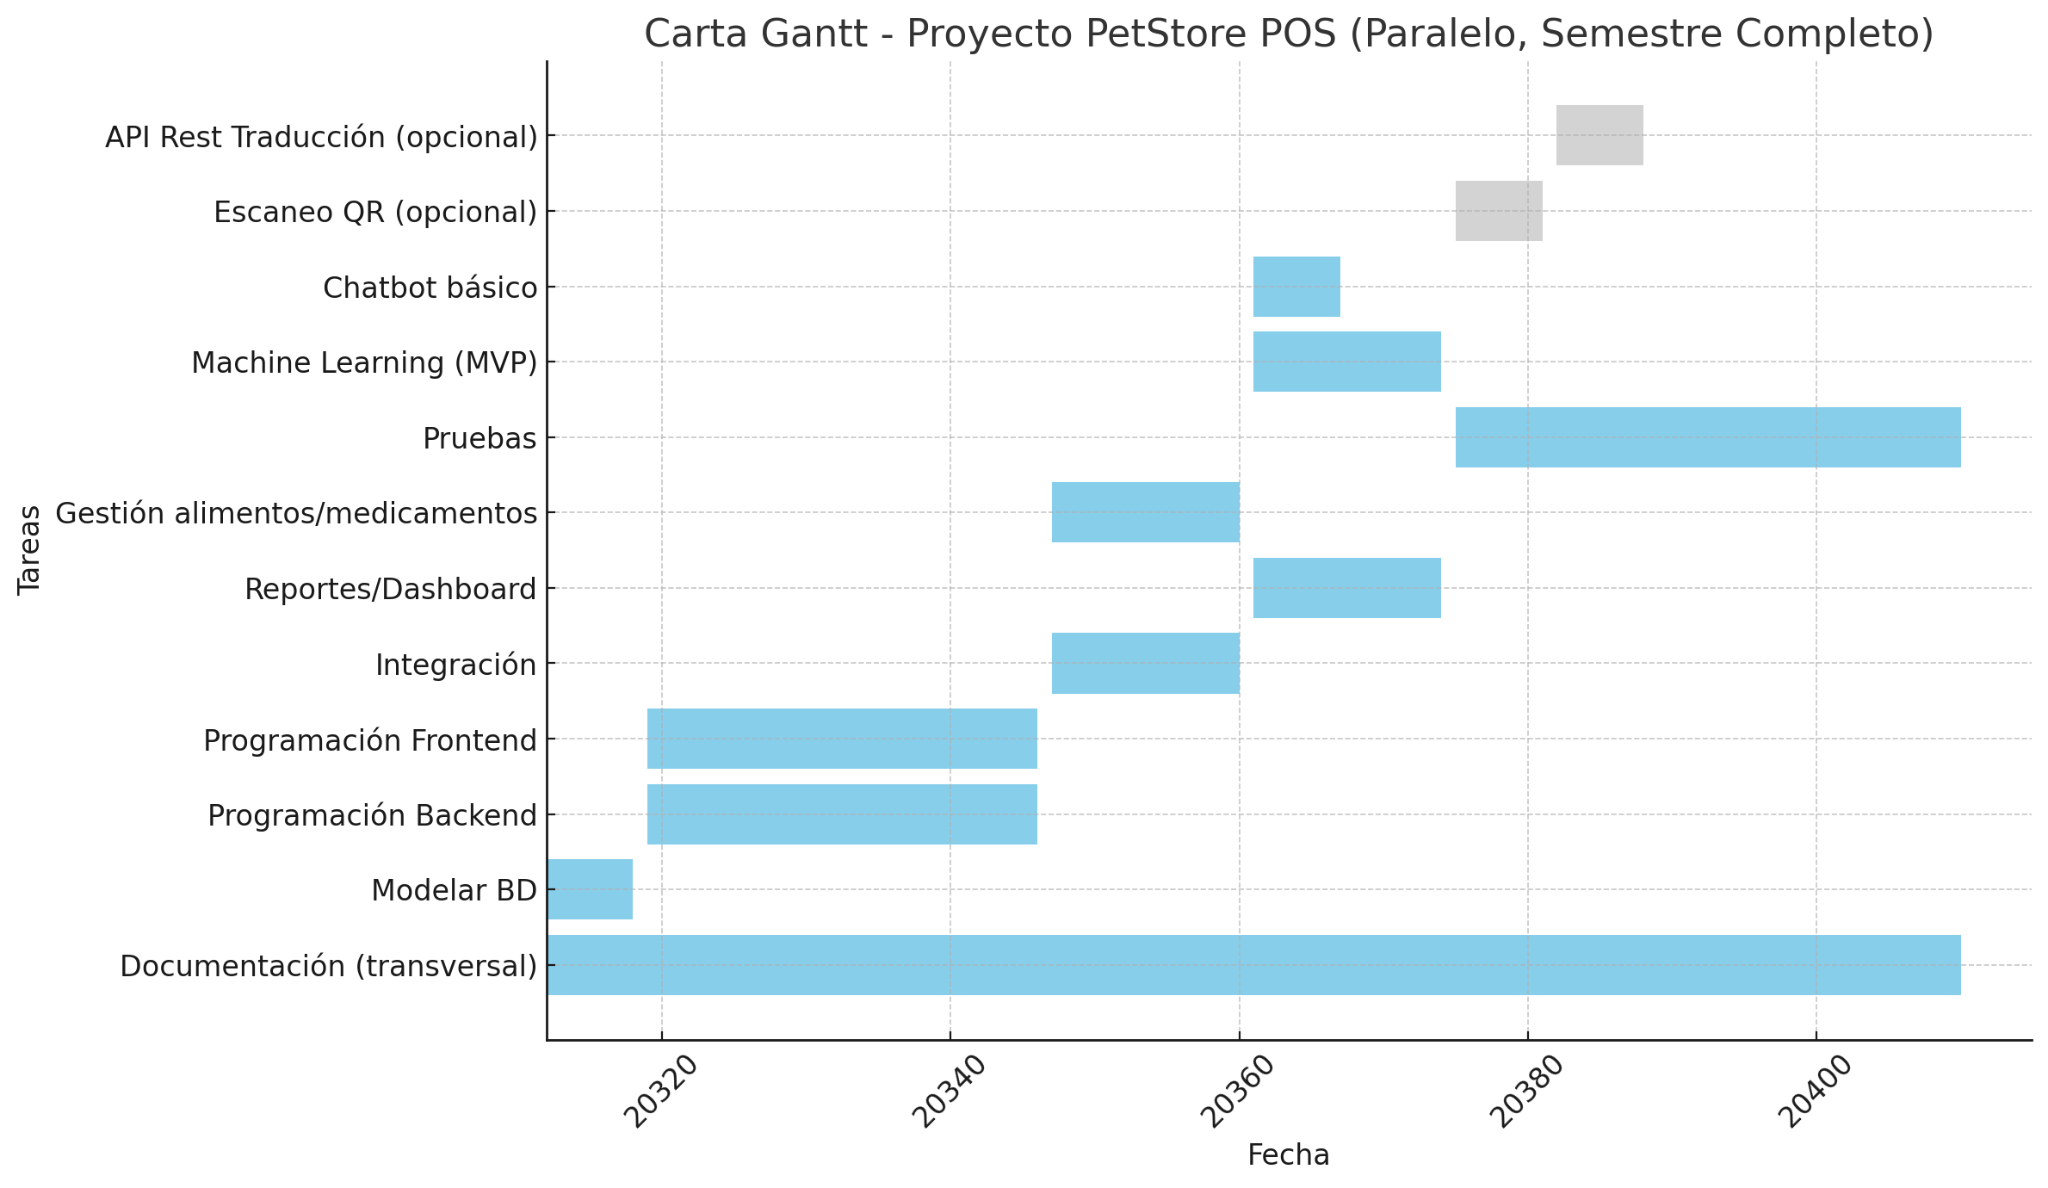 Carta Gantt - Proyecto PetStore POS (Paralelo, Semestre Completo)
API Rest Traducción (opcional)
Escaneo QR (opcional)
Chatbot básico
Machine Learning (MVP)
Pruebas
Gestión alimentos/medicamentos
Reportes/Dashboard
Integración
Programación Frontend
Programación Backend
Modelar BD
Documentación (transversal)
Tareas
20320
20340
20360
20380
20400
Fecha